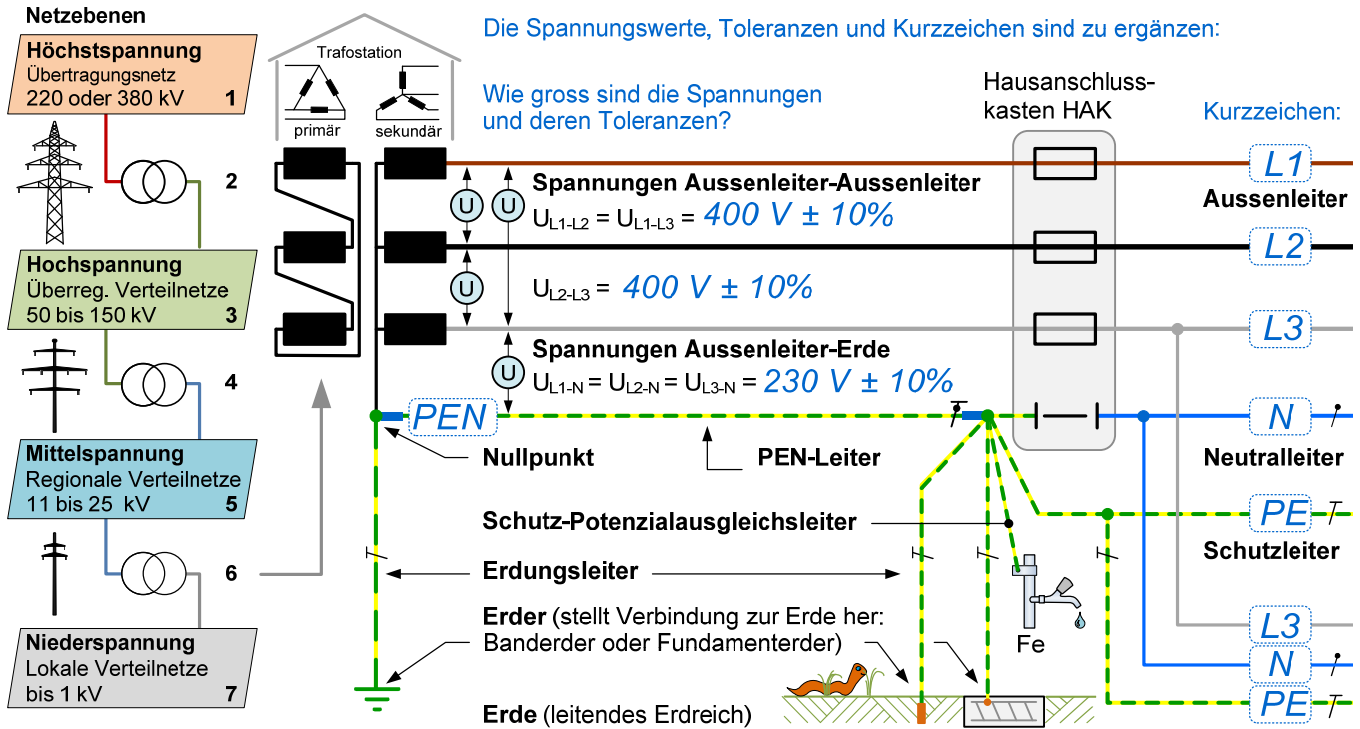 Netzebenen
Höchstspannung
Übertragungsnetz
220 oder 380 kV 1
2
Hochspannung
Überreg. Verteilnetze
50 bis 150 kV 3
4
Mittelspannung
Regionale Verteilnetze
11 bis 25 kV 5
6
Niederspannung
Lokale Verteilnetze
bis 1 kV 7
Trafostation
primär sekundär
Die Spannungswerte, Toleranzen und Kurzzeichen sind zu ergänzen:
Wie gross sind die Spannungen
und deren Toleranzen?
Hausanschluss-
kasten HAK
Kurzzeichen:
L1
Aussenleiter
Spannungen Aussenleiter-Aussenleiter
U U
UL1-L2 = UL1-L3 = 400 V ± 10%
L2
U
UL2-L3 = 400 V ± 10%
L3
Spannungen Aussenleiter-Erde
U
UL1-N = UL2-N = UL3-N = 230 V ± 10%
PEN
N
Nullpunkt
PEN-Leiter
Neutralleiter
Schutz-Potenzialausgleichsleiter
PE
Schutzleiter
Erdungsleiter
Erder (stellt Verbindung zur Erde her:
Banderder oder Fundamenterder)
Fe
L3
N
PE
Erde (leitendes Erdreich)